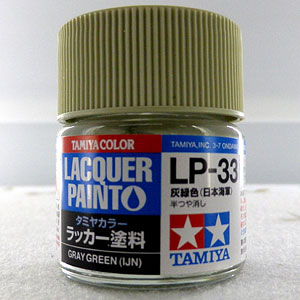 TAMIYA COLOR
LACQUER
PAINT
タミヤカラー
ラッカー塗料
GRAY GREEN (IJN)
TAMIYA, INC. 3-7
LP-33
灰緑色(日本海軍)
半つや消し
TAMIYA